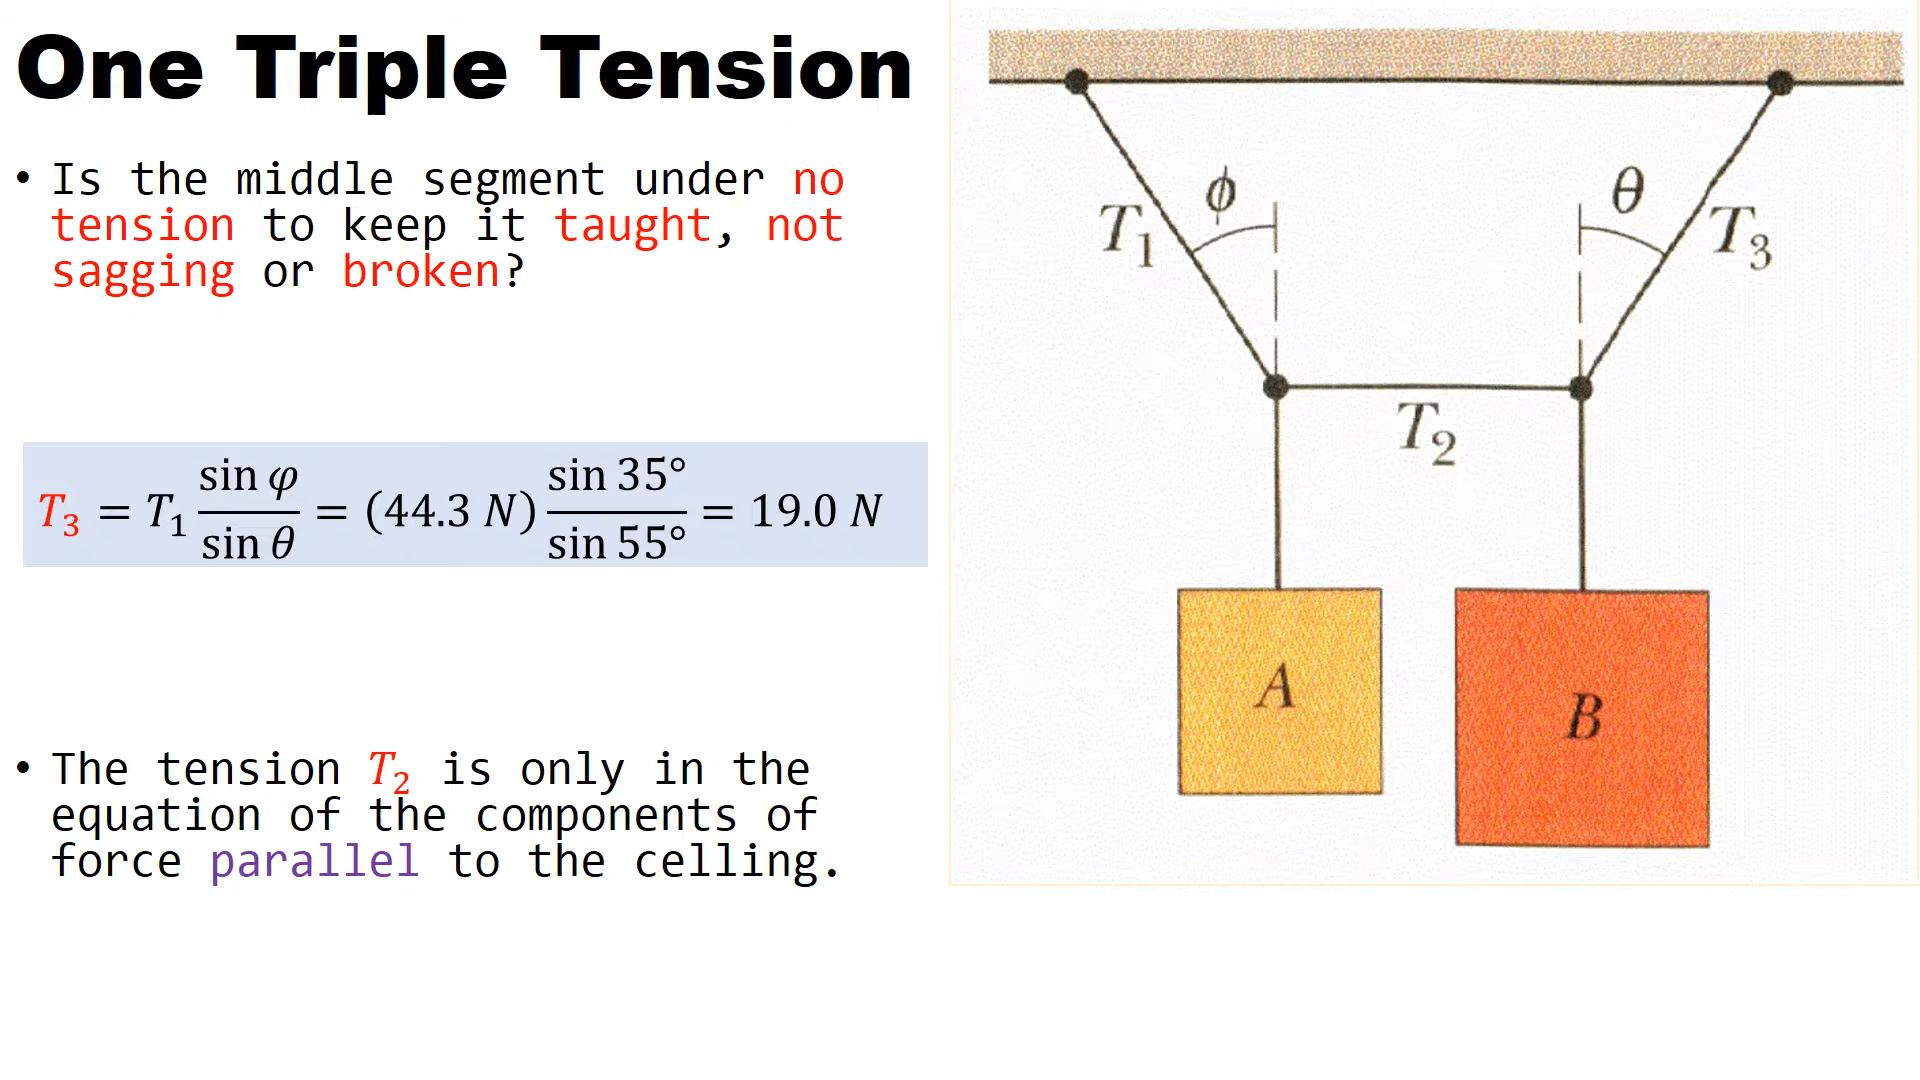 One Triple Tension
• Is the middle segment under no
tension to keep it taught, not
sagging or broken?
T₃ = T₁ sin φ / sin θ = (44.3 N) sin 35° / sin 55° = 19.0 N
• The tension T₂ is only in the
equation of the components of
force parallel to the celling.
ϕ
θ
T₁
T₃
T₂
A
B